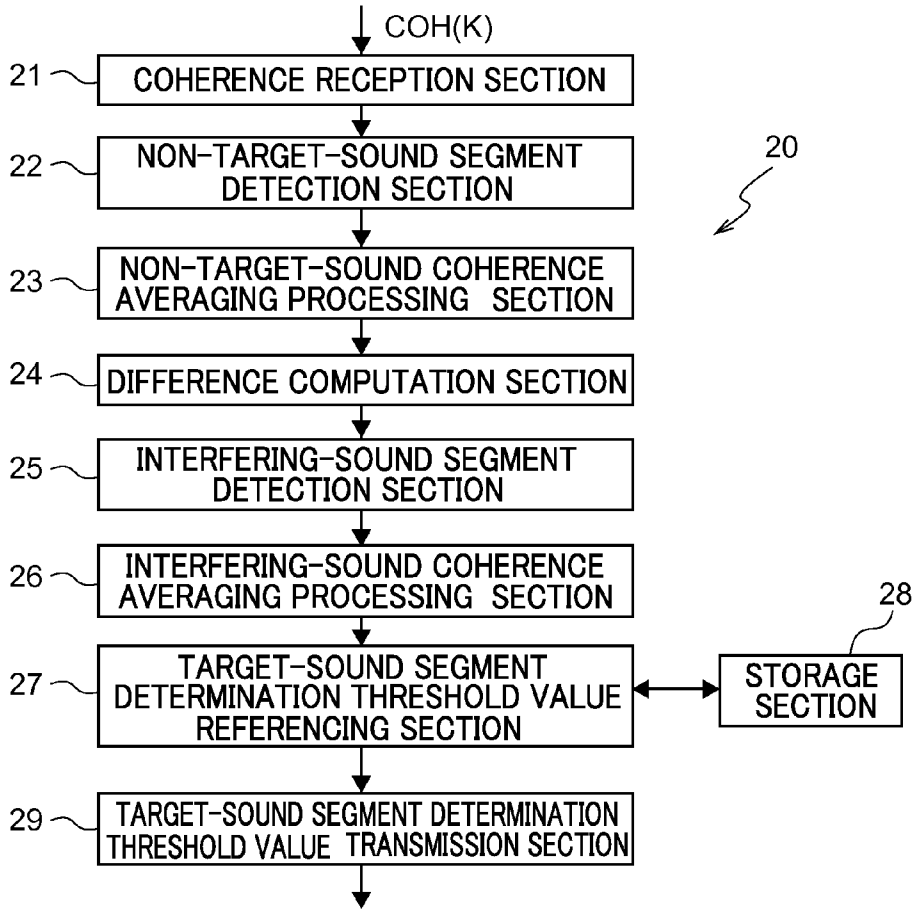 COH(K)
21
COHERENCE RECEPTION SECTION
22
NON-TARGET-SOUND SEGMENT
DETECTION SECTION
20
23
NON-TARGET-SOUND COHERENCE
AVERAGING PROCESSING SECTION
24
DIFFERENCE COMPUTATION SECTION
25
INTERFERING-SOUND SEGMENT
DETECTION SECTION
26
INTERFERING-SOUND COHERENCE
AVERAGING PROCESSING SECTION
27
TARGET-SOUND SEGMENT
DETERMINATION THRESHOLD VALUE
REFERENCING SECTION
28
STORAGE
SECTION
29
TARGET-SOUND SEGMENT DETERMINATION
THRESHOLD VALUE TRANSMISSION SECTION